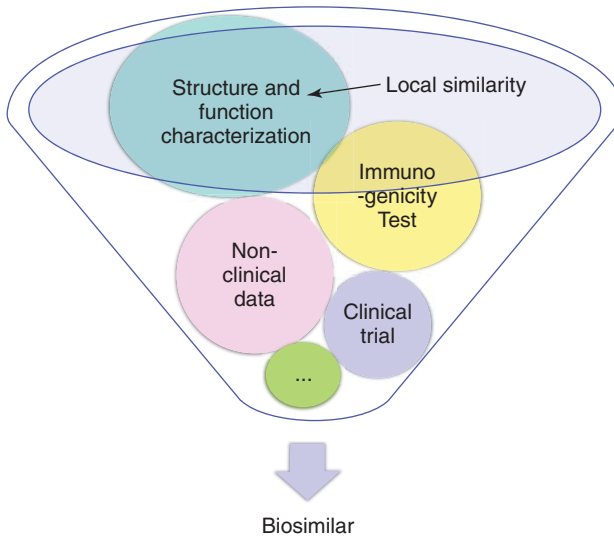 Structure and
function
characterization
Local similarity
Immuno
-genicity
Test
Non-
clinical
data
Clinical
trial
...
Biosimilar